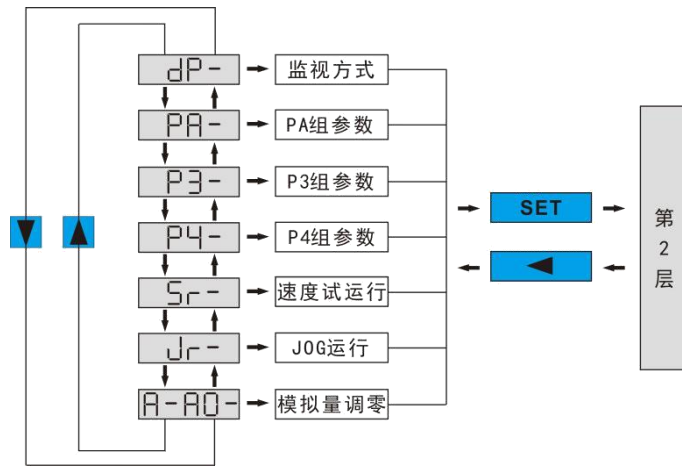 dP-
监视方式
PA-
PA组参数
P3-
P3组参数
P4-
P4组参数
SET
Sr-
速度试运行
Jr-
JOG运行
A-A0-
模拟量调零
第
2
层